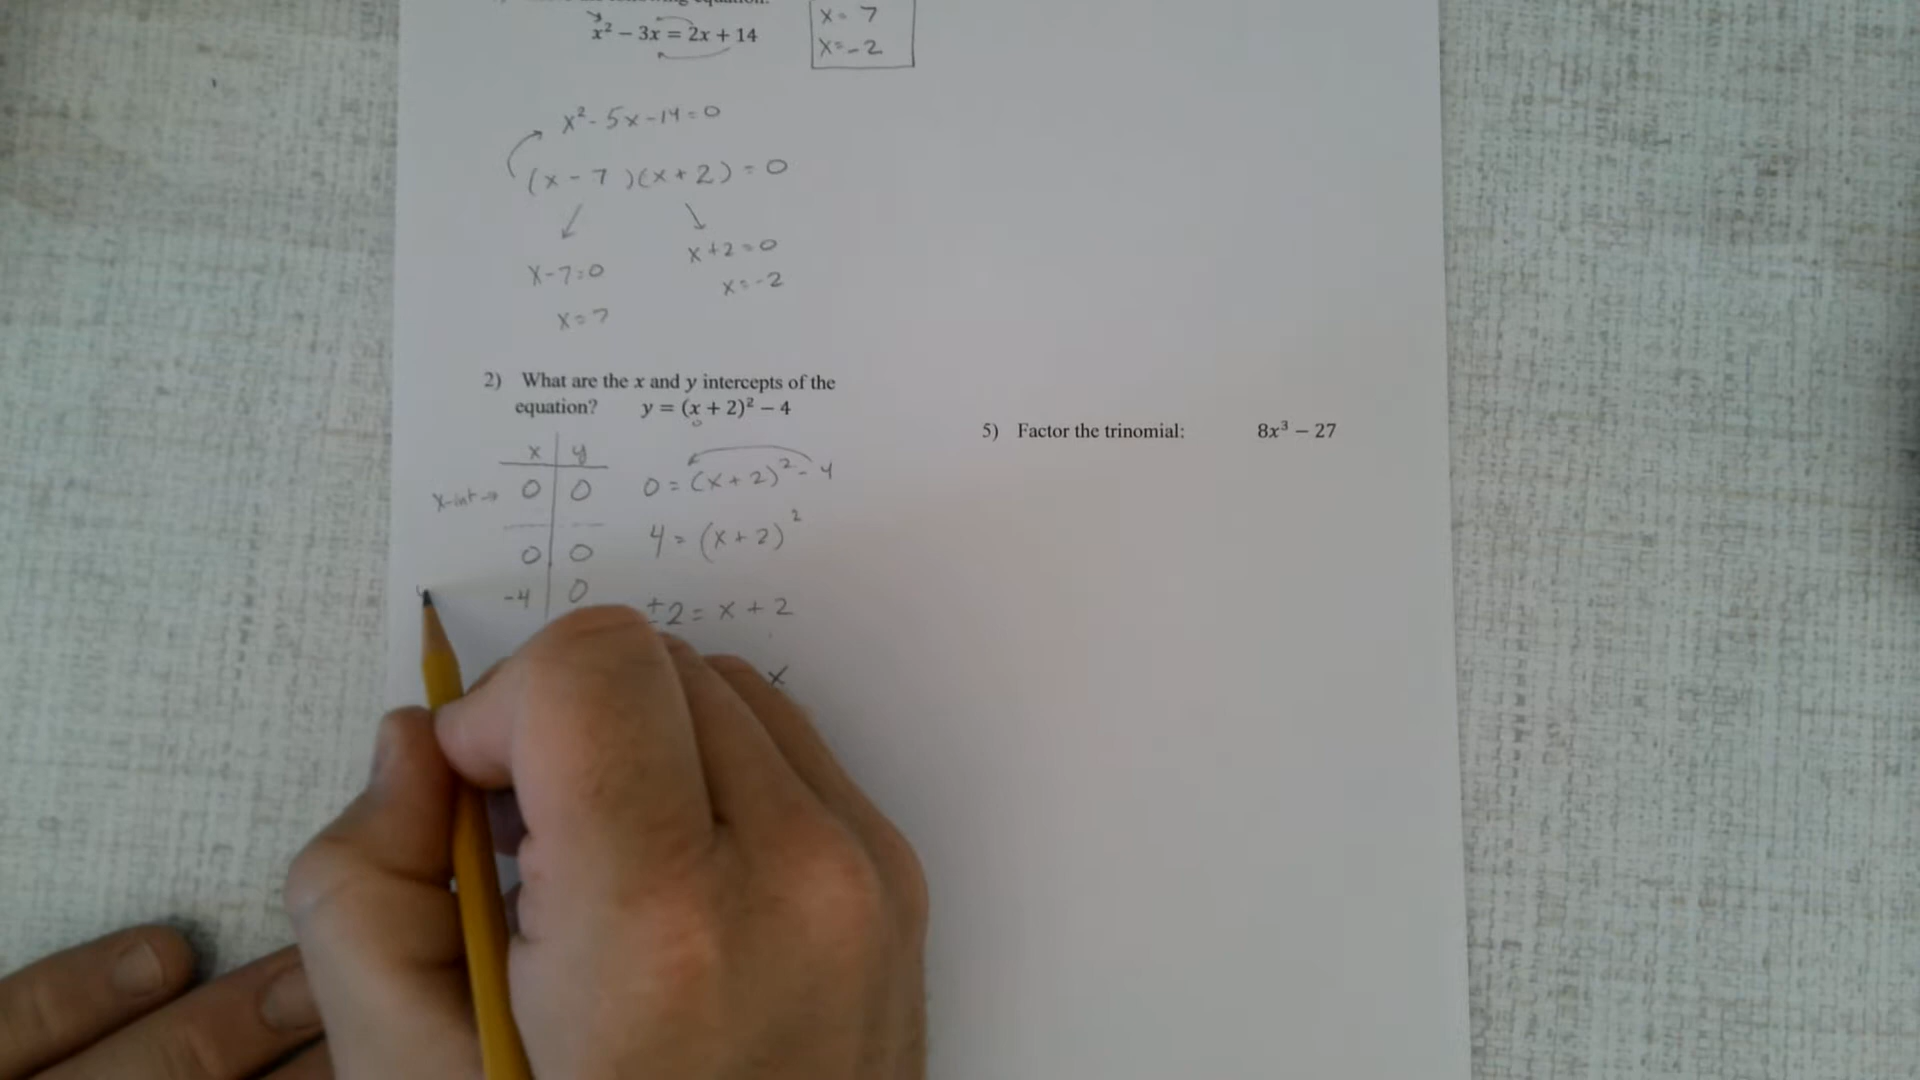 equation.
x² – 3x = 2x + 14
x = 7
x = -2
x² - 5x - 14 = 0
(x - 7)(x + 2) = 0
x - 7 = 0
x = 7
x + 2 = 0
x = -2
2) What are the x and y intercepts of the
equation? y = (x + 2)² – 4
0
x y
x-int → 0 0
0 0
-4 0
0 = (x + 2)² - 4
4 = (x + 2)²
±2 = x + 2
x
5) Factor the trinomial: 8x³ – 27